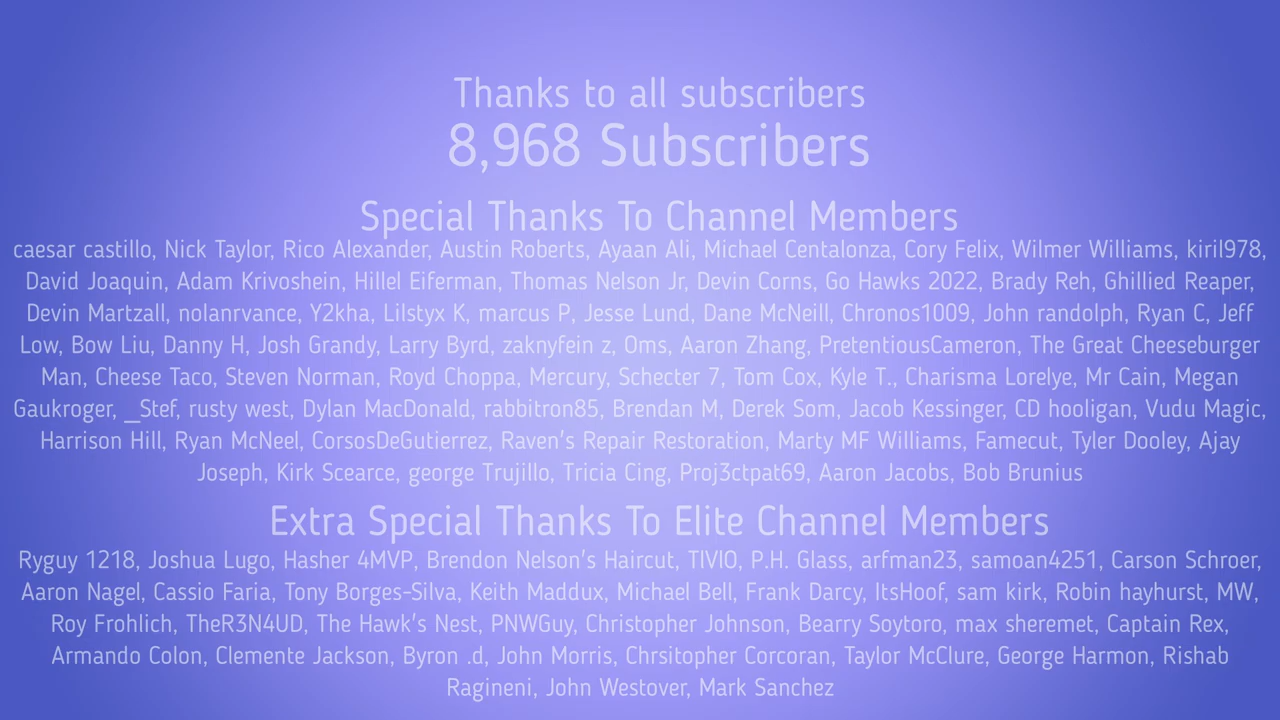 Thanks to all subscribers
8,968 Subscribers
Special Thanks To Channel Members
caesar castillo, Nick Taylor, Rico Alexander, Austin Roberts, Ayaan Ali, Michael Centalonza, Cory Felix, Wilmer Williams, kiril978,
David Joaquin, Adam Krivoshein, Hillel Eiferman, Thomas Nelson Jr, Devin Corns, Go Hawks 2022, Brady Reh, Ghillied Reaper,
Devin Martzall, nolanrvance, Y2kha, Lilstyx K, marcus P, Jesse Lund, Dane McNeill, Chronos1009, John randolph, Ryan C, Jeff
Low, Bow Liu, Danny H, Josh Grandy, Larry Byrd, zaknyfein z, Oms, Aaron Zhang, PretentiousCameron, The Great Cheeseburger
Man, Cheese Taco, Steven Norman, Royd Choppa, Mercury, Schecter 7, Tom Cox, Kyle T., Charisma Lorelye, Mr Cain, Megan
Gaukroger, _Stef, rusty west, Dylan MacDonald, rabbitron85, Brendan M, Derek Som, Jacob Kessinger, CD hooligan, Vudu Magic,
Harrison Hill, Ryan McNeel, CorsosDeGutierrez, Raven's Repair Restoration, Marty MF Williams, Famecut, Tyler Dooley, Ajay
Joseph, Kirk Scearce, george Trujillo, Tricia Cing, Proj3ctpat69, Aaron Jacobs, Bob Brunius
Extra Special Thanks To Elite Channel Members
Ryguy 1218, Joshua Lugo, Hasher 4MVP, Brendon Nelson's Haircut, TIVIO, P.H. Glass, arfman23, samoan4251, Carson Schroer,
Aaron Nagel, Cassio Faria, Tony Borges-Silva, Keith Maddux, Michael Bell, Frank Darcy, ItsHoof, sam kirk, Robin hayhurst, MW,
Roy Frohlich, TheR3N4UD, The Hawk's Nest, PNWGuy, Christopher Johnson, Bearry Soytoro, max sheremet, Captain Rex,
Armando Colon, Clemente Jackson, Byron .d, John Morris, Chrsitopher Corcoran, Taylor McClure, George Harmon, Rishab
Ragineni, John Westover, Mark Sanchez